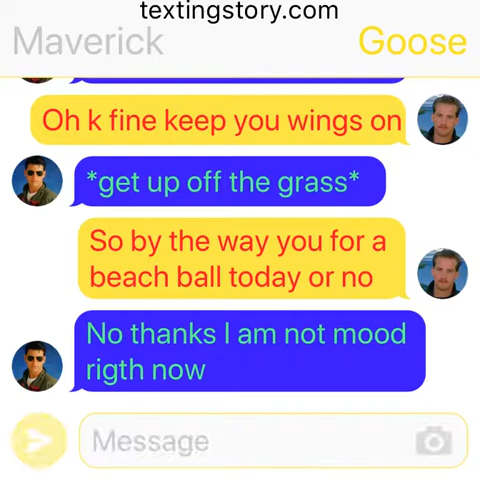 textingstory.com
Maverick
Goose
Oh k fine keep you wings on
*get up off the grass*
So by the way you for a
beach ball today or no
No thanks I am not mood
rigth now
Message